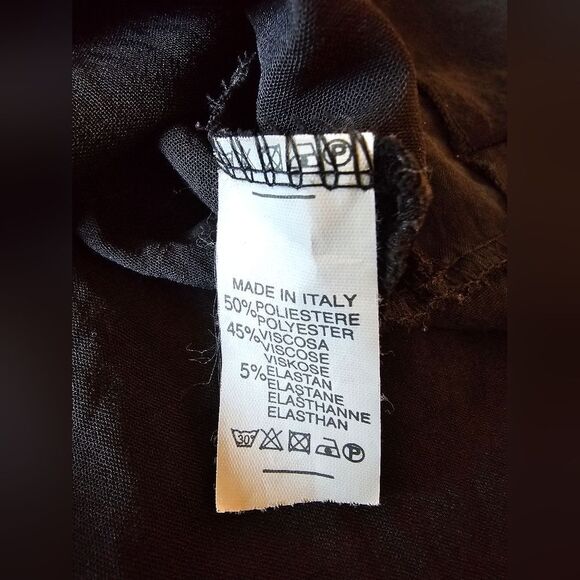 P
MADE IN ITALY
50% POLIESTERE
POLYESTER
45% VISCOSA
VISCOSE
VISKOSE
5% ELASTAN
ELASTANE
ELASTHANNE
ELASTHAN
30° P